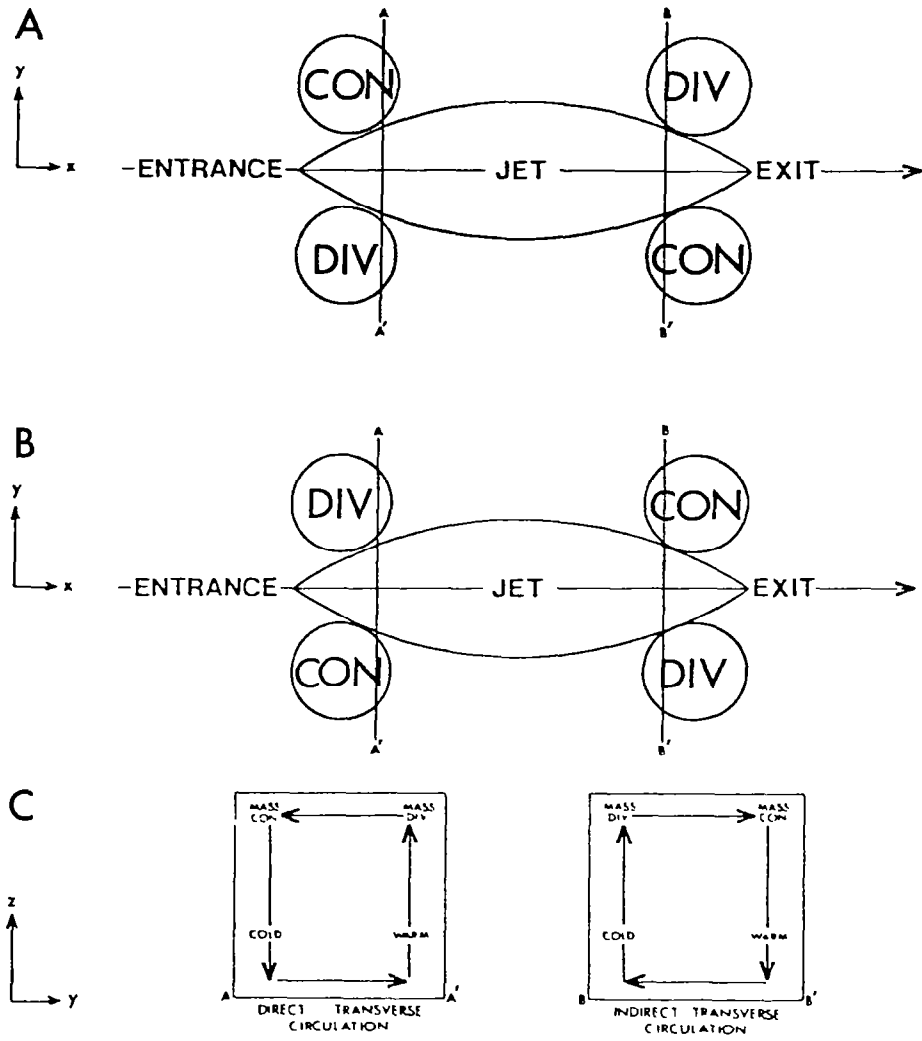 A
A B
y
CON DIV
x
ENTRANCE JET EXIT
DIV CON
A' B'
B
A B
y
DIV CON
x
ENTRANCE JET EXIT
CON DIV
A' B'
C
MASS CON MASS DIV
MASS DIV MASS CON
z
COLD WARM
COLD WARM
y
A A'
B B'
DIRECT TRANSVERSE
CIRCULATION
INDIRECT TRANSVERSE
CIRCULATION